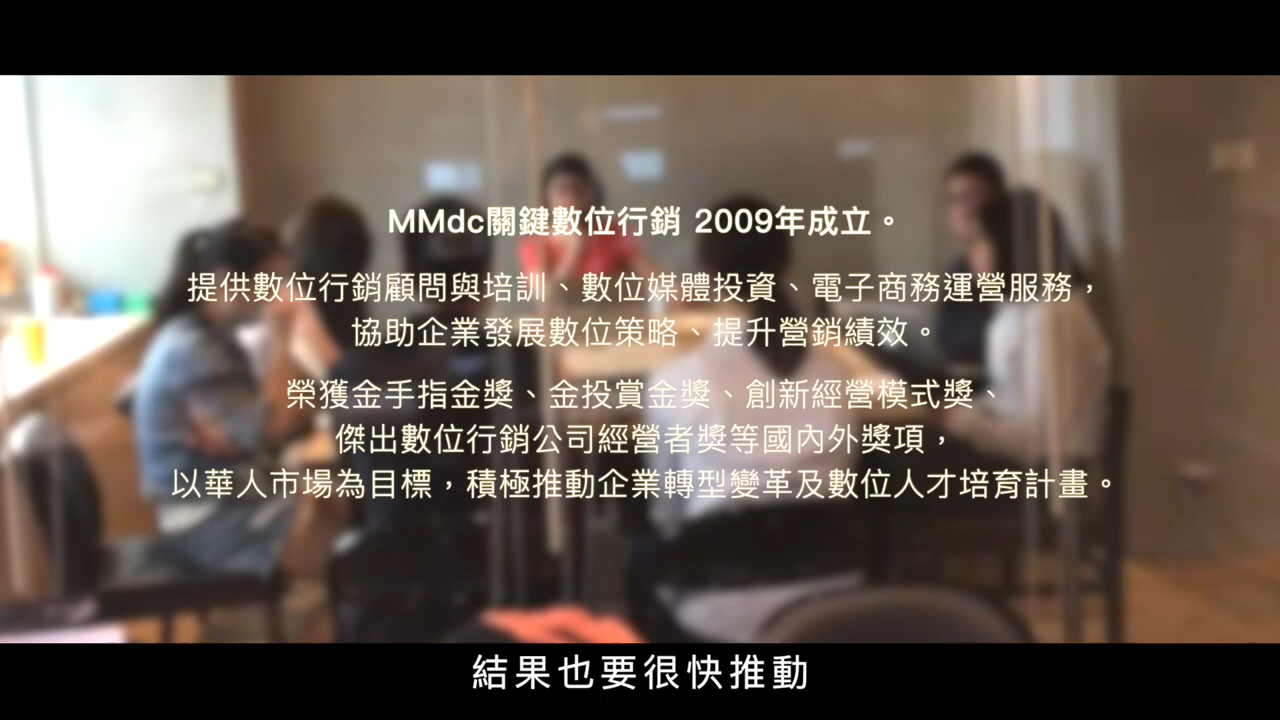 MMdc關鍵數位行銷 2009年成立。
提供數位行銷顧問與培訓、數位媒體投資、電子商務運營服務，
協助企業發展數位策略、提升營銷績效。
榮獲金手指金獎、金投賞金獎、創新經營模式獎、
傑出數位行銷公司經營者獎等國內外獎項，
以華人市場為目標，積極推動企業轉型變革及數位人才培育計畫。
結果也要很快推動